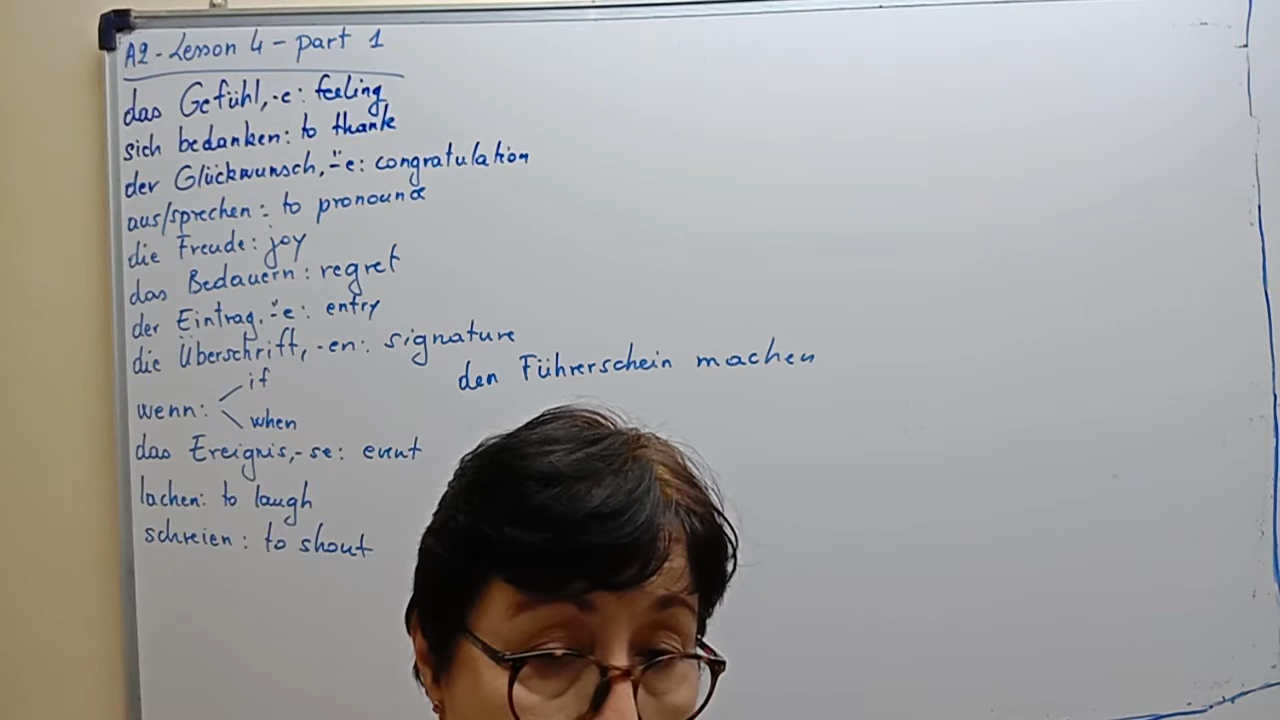 A2 - Lesson 4 - part 1
das Gefühl, -e: feeling
sich bedanken: to thank
der Glückwunsch, -̈e: congratulation
aus/sprechen: to pronounce
die Freude: joy
das Bedauern: regret
der Eintrag, -̈e: entry
die Überschrift, -en: signature
den Führerschein machen
wenn: if
when
das Ereignis, -se: event
lachen: to laugh
schreien: to shout